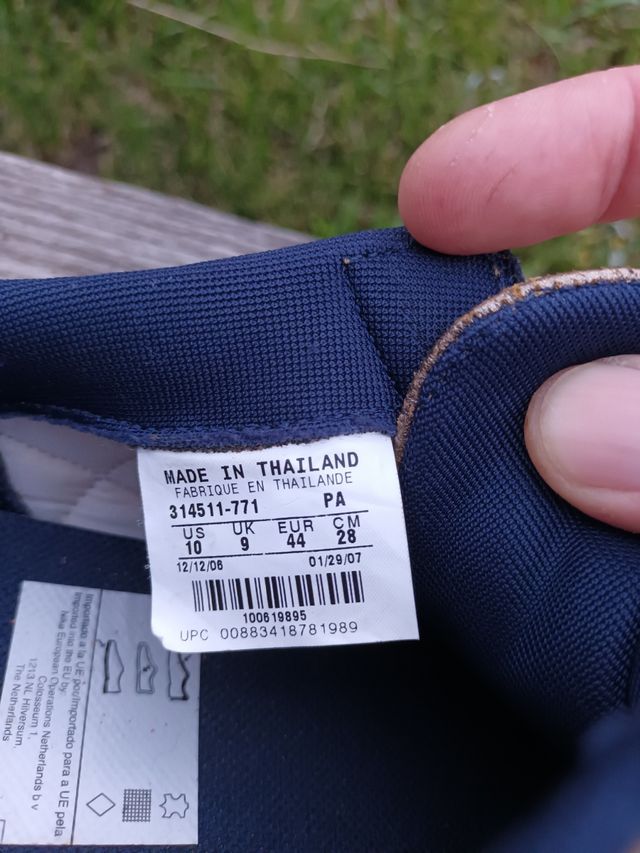 MADE IN THAILAND
FABRIQUE EN THAILANDE
314511-771 PA
US UK EUR CM
10 9 44 28
12/12/06 01/29/07
100619895
UPC 00883418781989
Importado a la UE por/Importado para a UE pela
Imported into the EU by:
Nike European Operations Netherlands b v
Colosseum 1,
1213 NL Hilversum,
The Netherlands